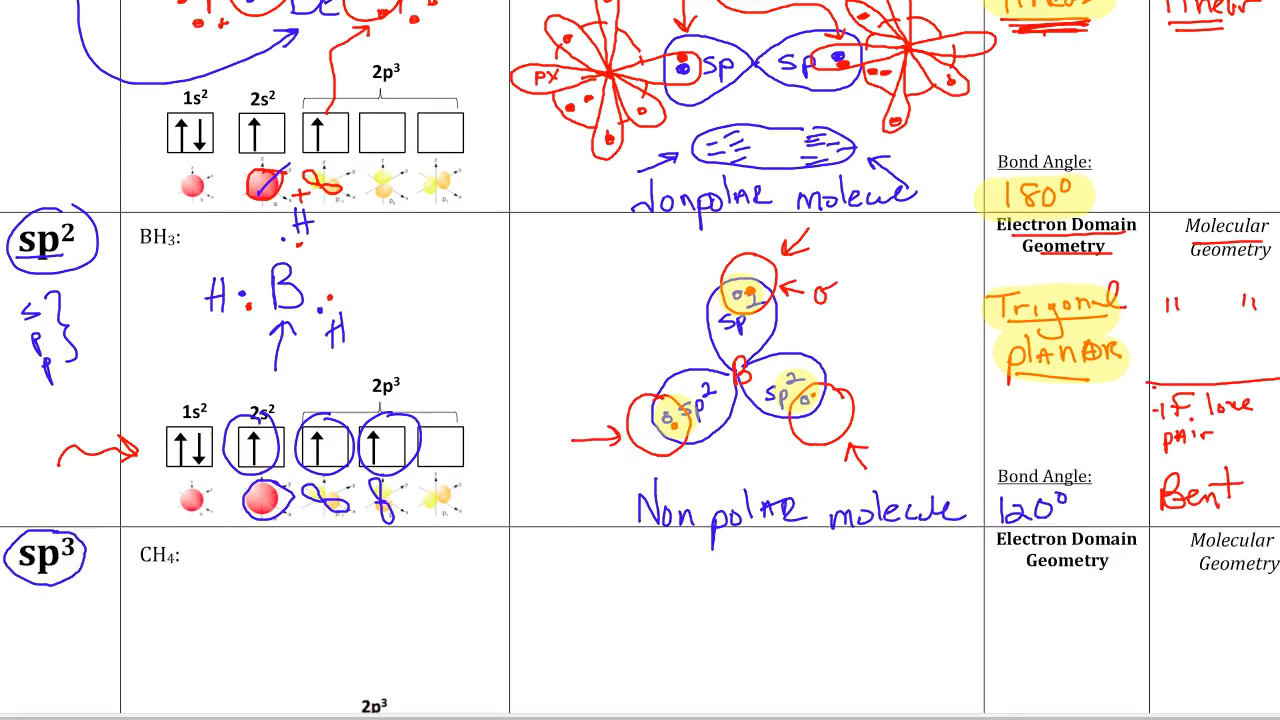 linear
linear
Be
2p³
1s² 2s²
px
sp sp
Nonpolar molecule
Bond Angle:
180°
sp²
s
p
p
BH₃:
H
H B
H
2p³
1s² 2s²
sp²
sp²
sp²
B
σ
Non polar molecule
Electron Domain
Geometry
Trigonal
planar
Bond Angle:
120°
Molecular
Geometry
" "
if lone
pair
Bent
sp³
CH₄:
2p³
Electron Domain
Geometry
Molecular
Geometry